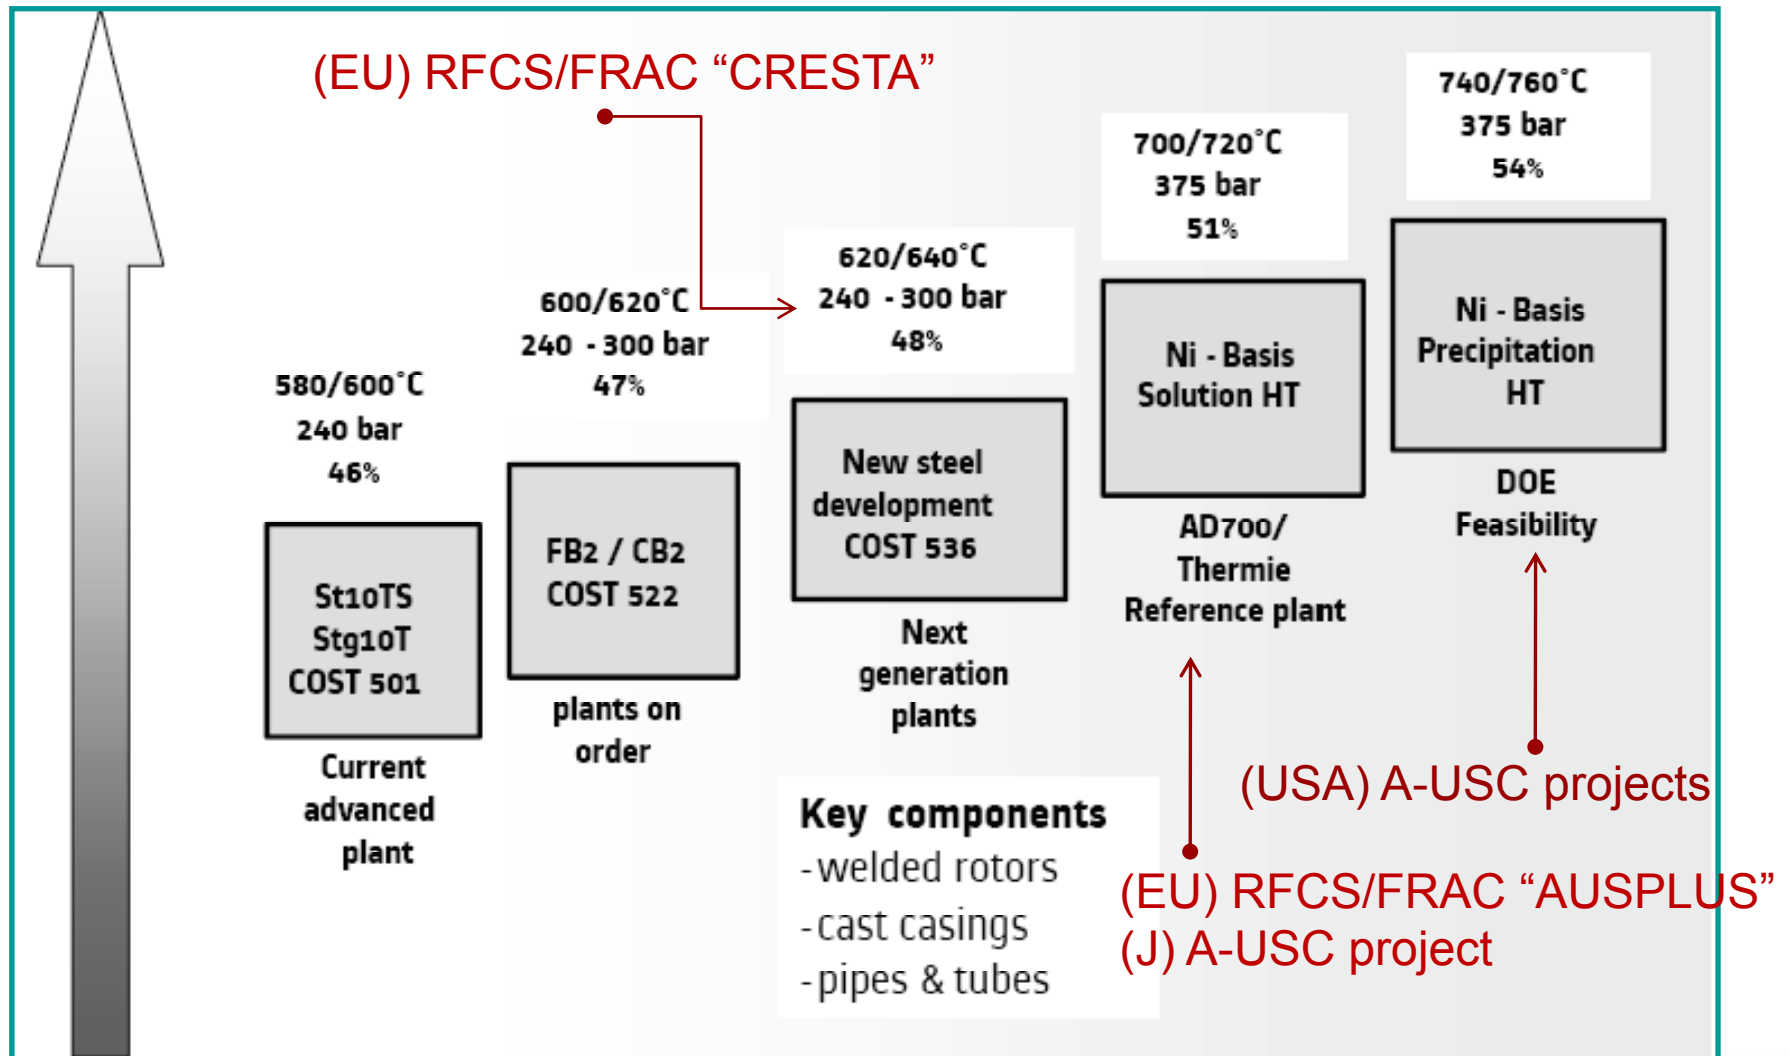 (EU) RFCS/FRAC “CRESTA”
580/600°C
240 bar
46%
St10TS
Stg10T
COST 501
Current
advanced
plant
600/620°C
240 - 300 bar
47%
FB2 / CB2
COST 522
plants on
order
620/640°C
240 - 300 bar
48%
New steel
development
COST 536
Next
generation
plants
700/720°C
375 bar
51%
Ni - Basis
Solution HT
AD700/
Thermie
Reference plant
740/760°C
375 bar
54%
Ni - Basis
Precipitation
HT
DOE
Feasibility
(USA) A-USC projects
(EU) RFCS/FRAC “AUSPLUS”
(J) A-USC project
Key components
-welded rotors
-cast casings
-pipes & tubes